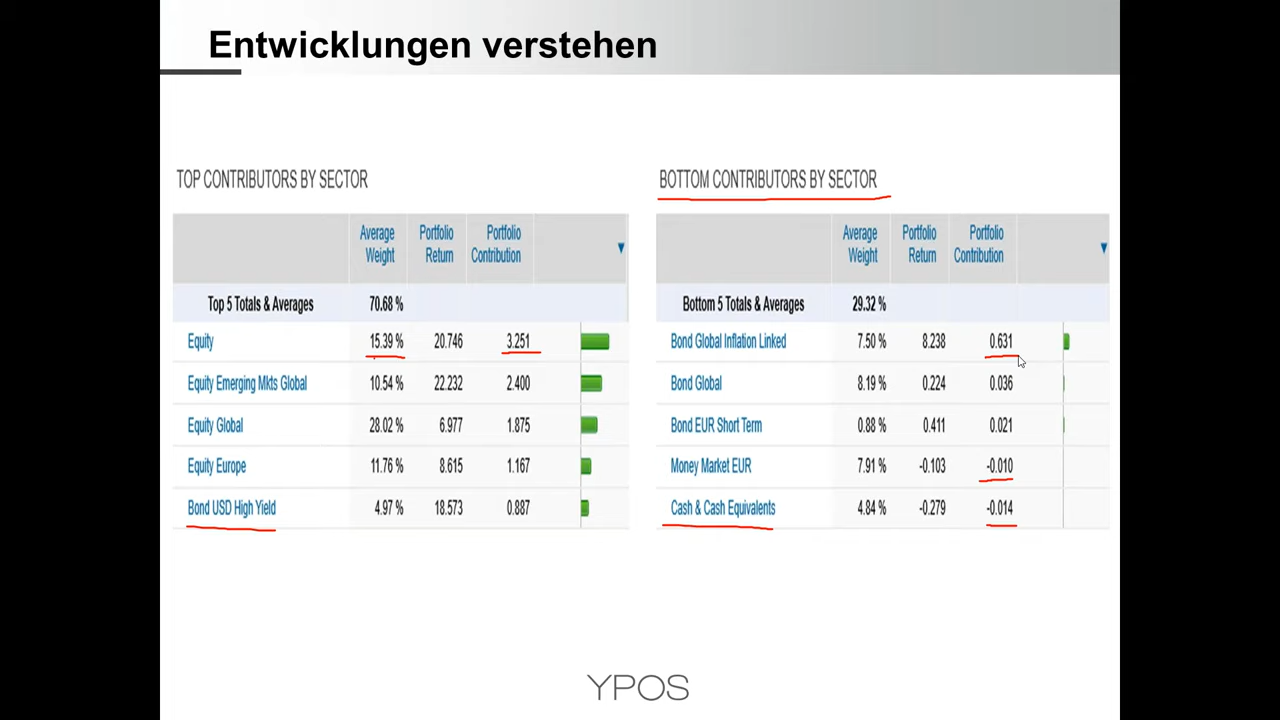 Entwicklungen verstehen
TOP CONTRIBUTORS BY SECTOR
Average Weight Portfolio Return Portfolio Contribution
Top 5 Totals & Averages 70.68 %
Equity 15.39 % 20.746 3.251
Equity Emerging Mkts Global 10.54 % 22.232 2.400
Equity Global 28.02 % 6.977 1.875
Equity Europe 11.76 % 8.615 1.167
Bond USD High Yield 4.97 % 18.573 0.887
BOTTOM CONTRIBUTORS BY SECTOR
Average Weight Portfolio Return Portfolio Contribution
Bottom 5 Totals & Averages 29.32 %
Bond Global Inflation Linked 7.50 % 8.238 0.631
Bond Global 8.19 % 0.224 0.036
Bond EUR Short Term 0.88 % 0.411 0.021
Money Market EUR 7.91 % -0.103 -0.010
Cash & Cash Equivalents 4.84 % -0.279 -0.014
YPOS